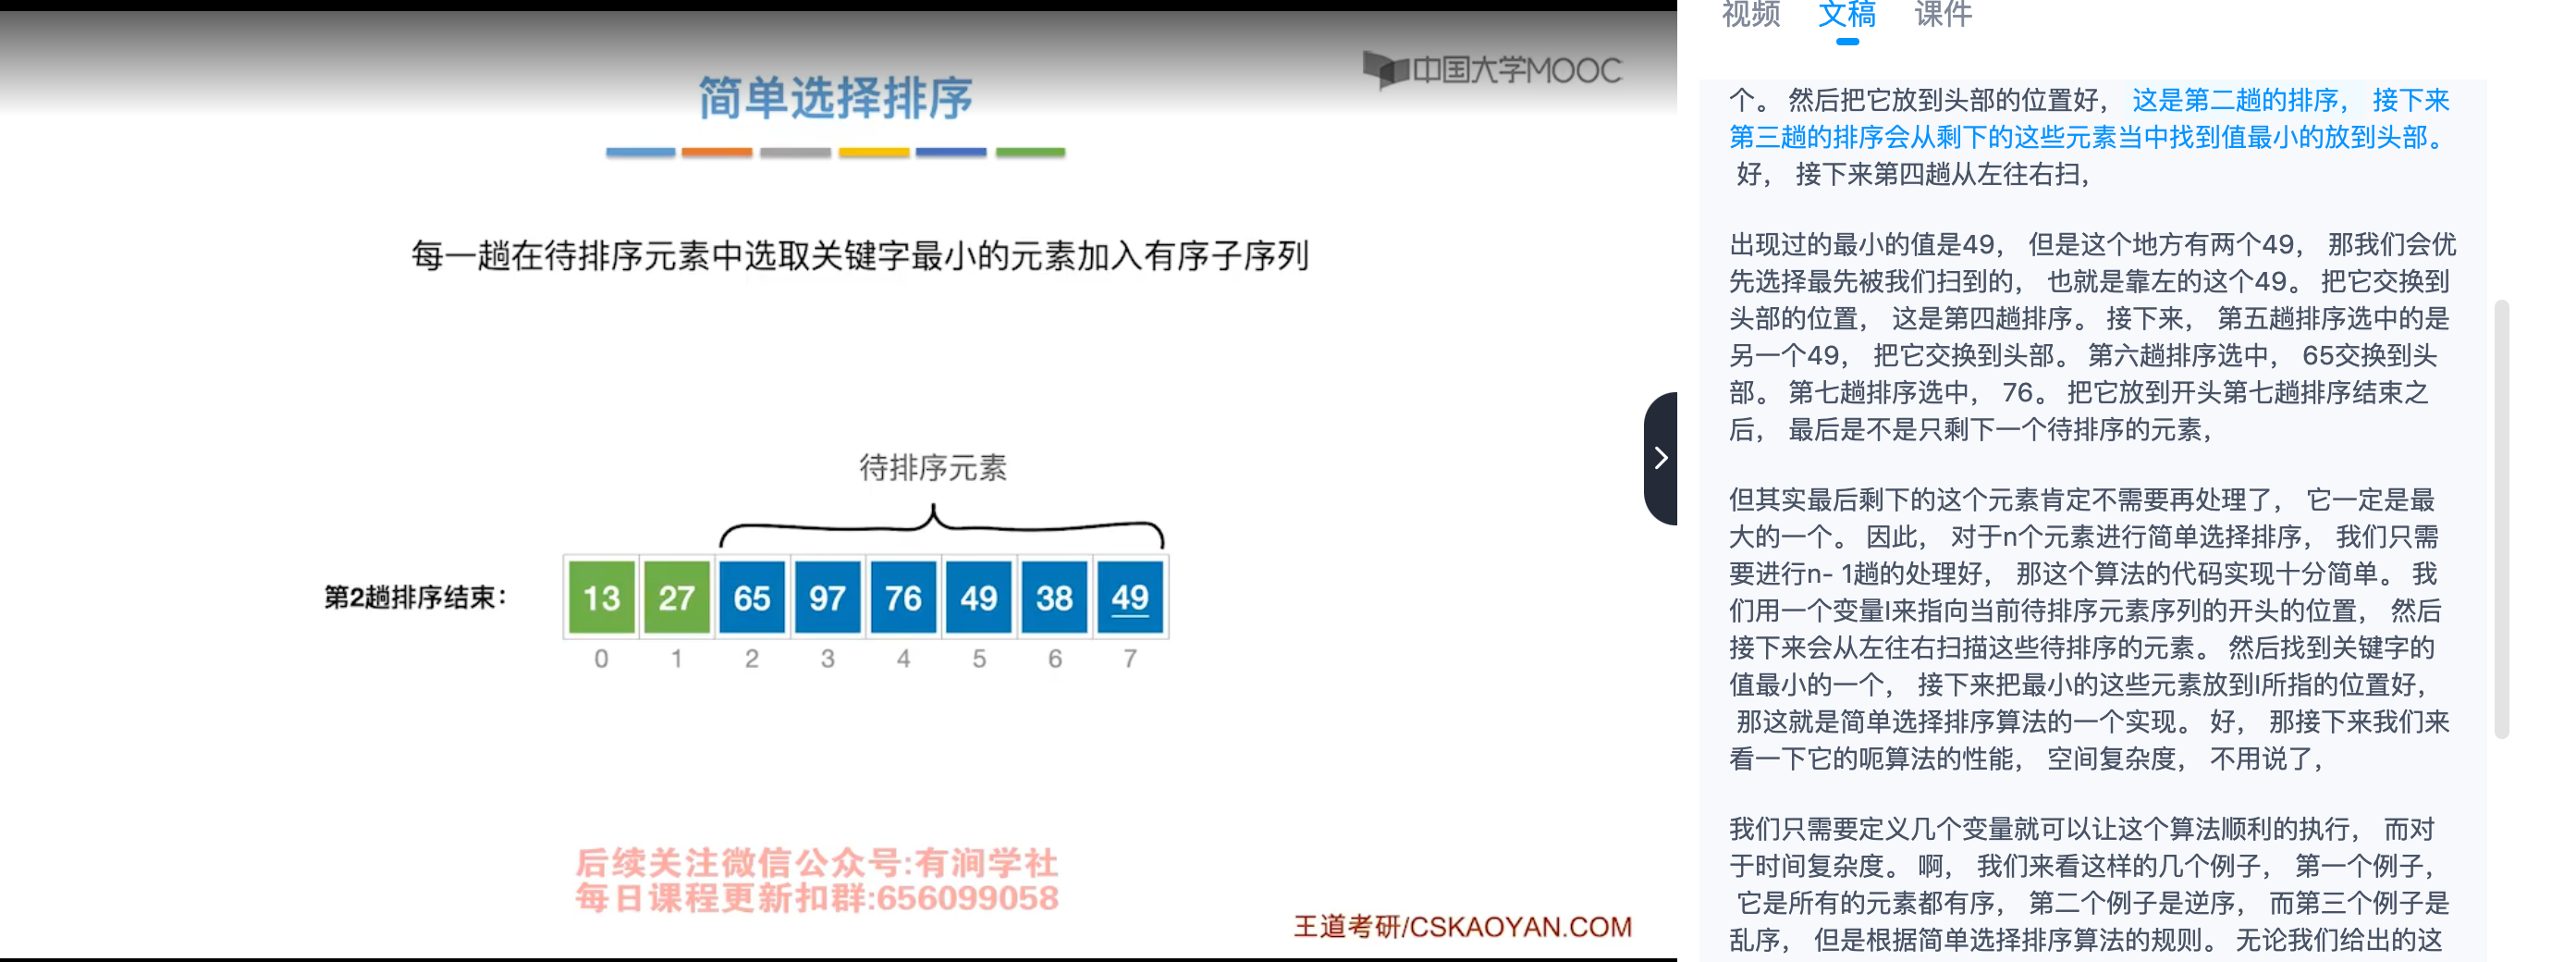 简单选择排序
中国大学MOOC
每一趟在待排序元素中选取关键字最小的元素加入有序子序列
待排序元素
第2趟排序结束：
13 27 65 97 76 49 38 49
0 1 2 3 4 5 6 7
后续关注微信公众号:有涧学社
每日课程更新扣群:656099058
王道考研/CSKAOYAN.COM
视频 文稿 课件
个。 然后把它放到头部的位置好， 这是第二趟的排序， 接下来
第三趟的排序会从剩下的这些元素当中找到值最小的放到头部。
好， 接下来第四趟从左往右扫，
出现过的最小的值是49， 但是这个地方有两个49， 那我们会优
先选择最先被我们扫到的， 也就是靠左的这个49。 把它交换到
头部的位置， 这是第四趟排序。 接下来， 第五趟排序选中的是
另一个49， 把它交换到头部。 第六趟排序选中， 65交换到头
部。 第七趟排序选中， 76。 把它放到开头第七趟排序结束之
后， 最后是不是只剩下一个待排序的元素，
但其实最后剩下的这个元素肯定不需要再处理了， 它一定是最
大的一个。 因此， 对于n个元素进行简单选择排序， 我们只需
要进行n- 1趟的处理好， 那这个算法的代码实现十分简单。 我
们用一个变量I来指向当前待排序元素序列的开头的位置， 然后
接下来会从左往右扫描这些待排序的元素。 然后找到关键字的
值最小的一个， 接下来把最小的这些元素放到I所指的位置好，
那这就是简单选择排序算法的一个实现。 好， 那接下来我们来
看一下它的呃算法的性能， 空间复杂度， 不用说了，
我们只需要定义几个变量就可以让这个算法顺利的执行， 而对
于时间复杂度。 啊， 我们来看这样的几个例子， 第一个例子，
它是所有的元素都有序， 第二个例子是逆序， 而第三个例子是
乱序， 但是根据简单选择排序算法的规则。 无论我们给出的这